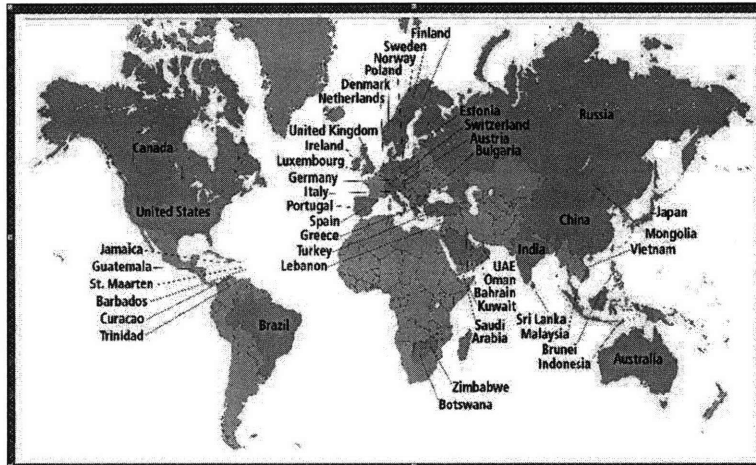 Finland
Sweden
Norway
Poland
Denmark
Netherlands
Estonia
Switzerland
Austria
Bulgaria
Russia
United Kingdom
Ireland
Luxembourg
Germany
Italy
Portugal
Spain
Greece
Turkey
Lebanon
Canada
United States
Jamaica
Guatemala
St. Maarten
Barbados
Curacao
Trinidad
Brazil
China
Japan
Mongolia
Vietnam
India
UAE
Oman
Bahrain
Kuwait
Saudi
Arabia
Sri Lanka
Malaysia
Brunei
Indonesia
Australia
Zimbabwe
Botswana